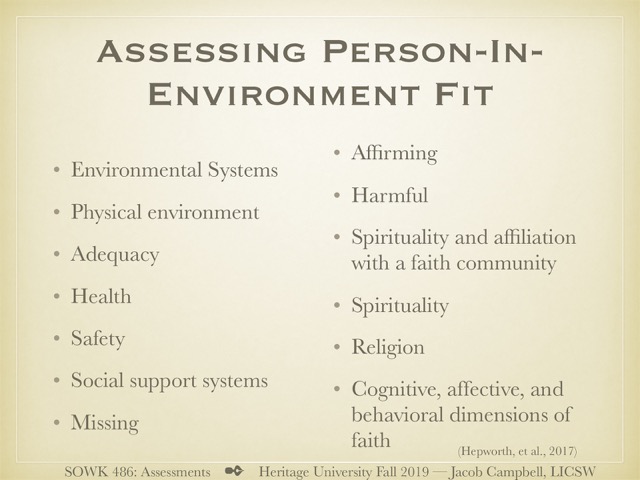 Assessing Person-In-
Environment Fit
• Environmental Systems
• Physical environment
• Adequacy
• Health
• Safety
• Social support systems
• Missing
• Affirming
• Harmful
• Spirituality and affiliation
with a faith community
• Spirituality
• Religion
• Cognitive, affective, and
behavioral dimensions of
faith
(Hepworth, et al., 2017)
SOWK 486: Assessments ✒ Heritage University Fall 2019 — Jacob Campbell, LICSW